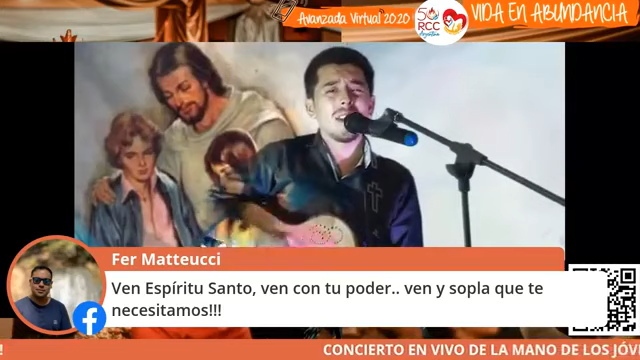 Avanzada Virtual 2020
50
RCC
Argentina
VIDA EN ABUNDANCIA
Fer Matteucci
Ven Espíritu Santo, ven con tu poder.. ven y sopla que te
necesitamos!!!
!
CONCIERTO EN VIVO DE LA MANO DE LOS JÓV